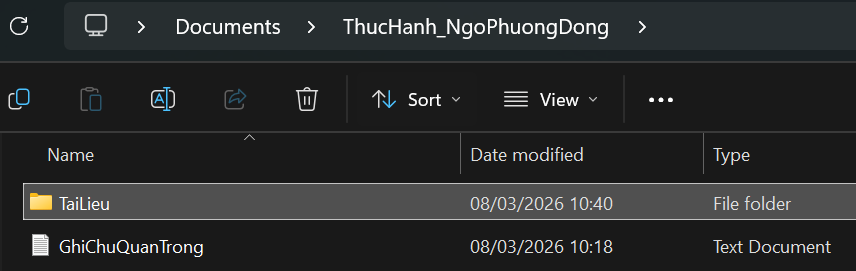 Documents ThucHanh_NgoPhuongDong
Sort View
Name Date modified Type
TaiLieu 08/03/2026 10:40 File folder
GhiChuQuanTrong 08/03/2026 10:18 Text Document